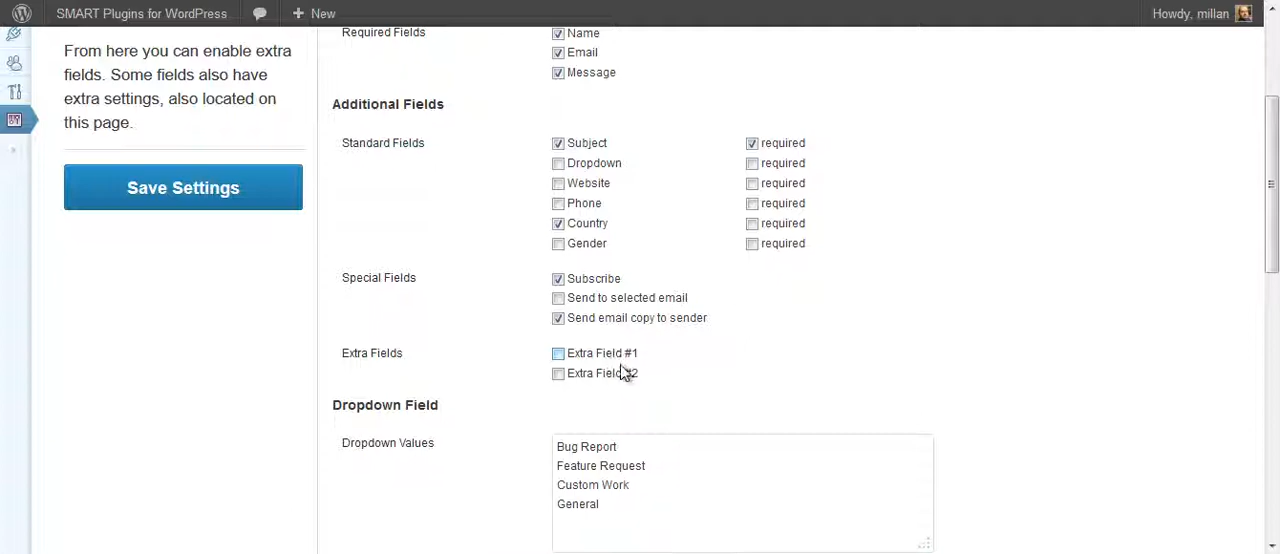 SMART Plugins for WordPress
New
Howdy, millan
From here you can enable extra
fields. Some fields also have
extra settings, also located on
this page.
Save Settings
Required Fields
Name
Email
Message
Additional Fields
Standard Fields
Subject required
Dropdown required
Website required
Phone required
Country required
Gender required
Special Fields
Subscribe
Send to selected email
Send email copy to sender
Extra Fields
Extra Field #1
Extra Field #2
Dropdown Field
Dropdown Values
Bug Report
Feature Request
Custom Work
General